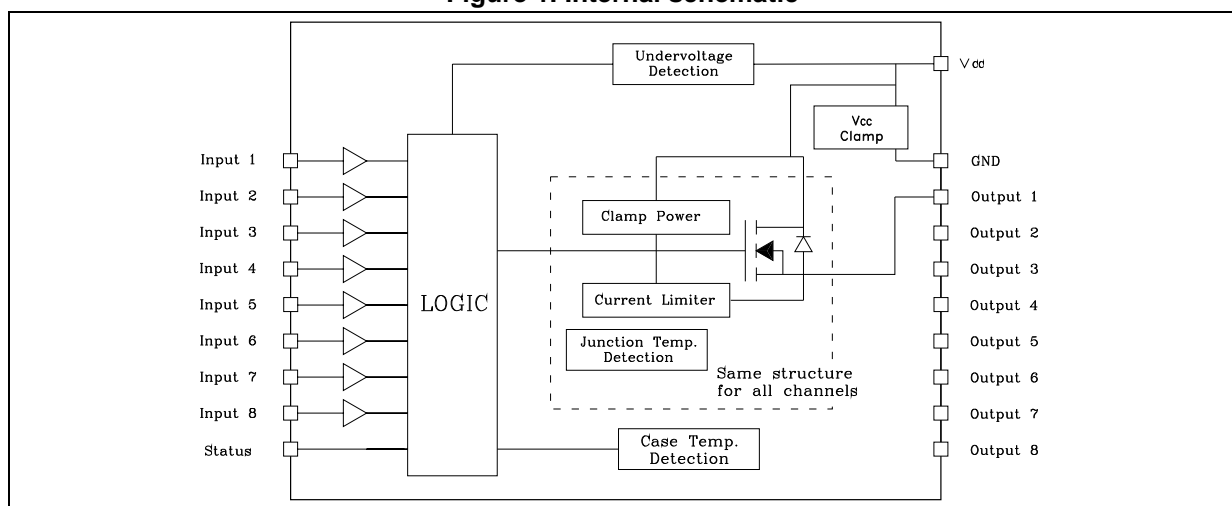 Figure 1. Internal schematic
Undervoltage
Detection
Vcc
Clamp
Vcc
GND
Input 1
Input 2
Input 3
Input 4
Input 5
Input 6
Input 7
Input 8
Status
LOGIC
Clamp Power
Current Limiter
Junction Temp.
Detection
Same structure
for all channels
Case Temp.
Detection
Output 1
Output 2
Output 3
Output 4
Output 5
Output 6
Output 7
Output 8